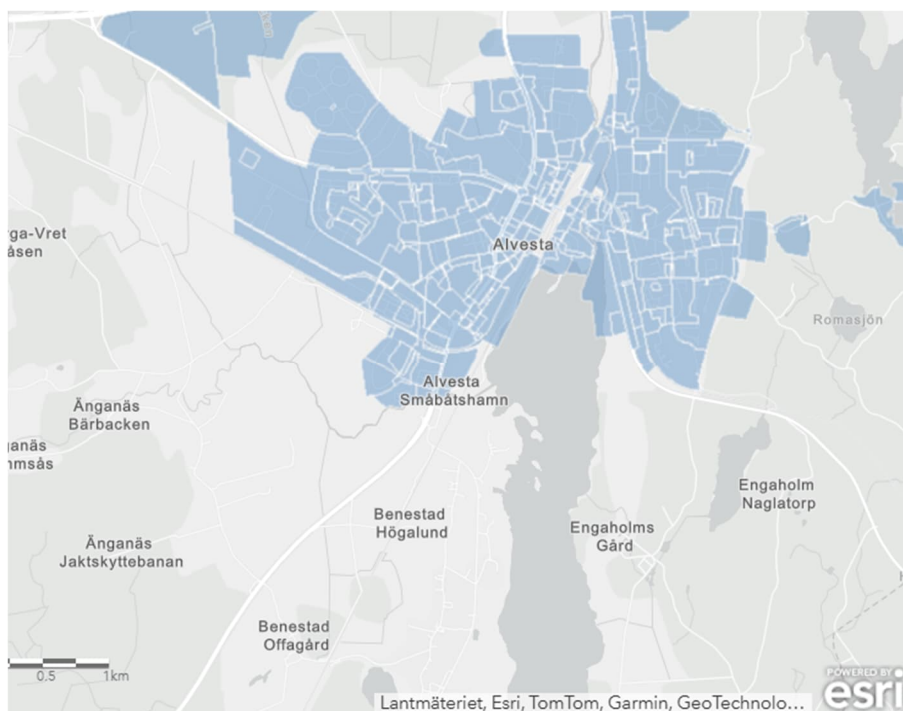 Alvesta
rga-Vret
åsen
Romasjön
Alvesta
Småbåtshamn
Änganäs
Bärbacken
ganäs
mmsås
Engaholm
Naglatorp
Benestad
Högalund
Engaholms
Gård
Änganäs
Jaktskyttebanan
Benestad
Offagård
0.5 1km
POWERED BY
esri
Lantmäteriet, Esri, TomTom, Garmin, GeoTechnolo...